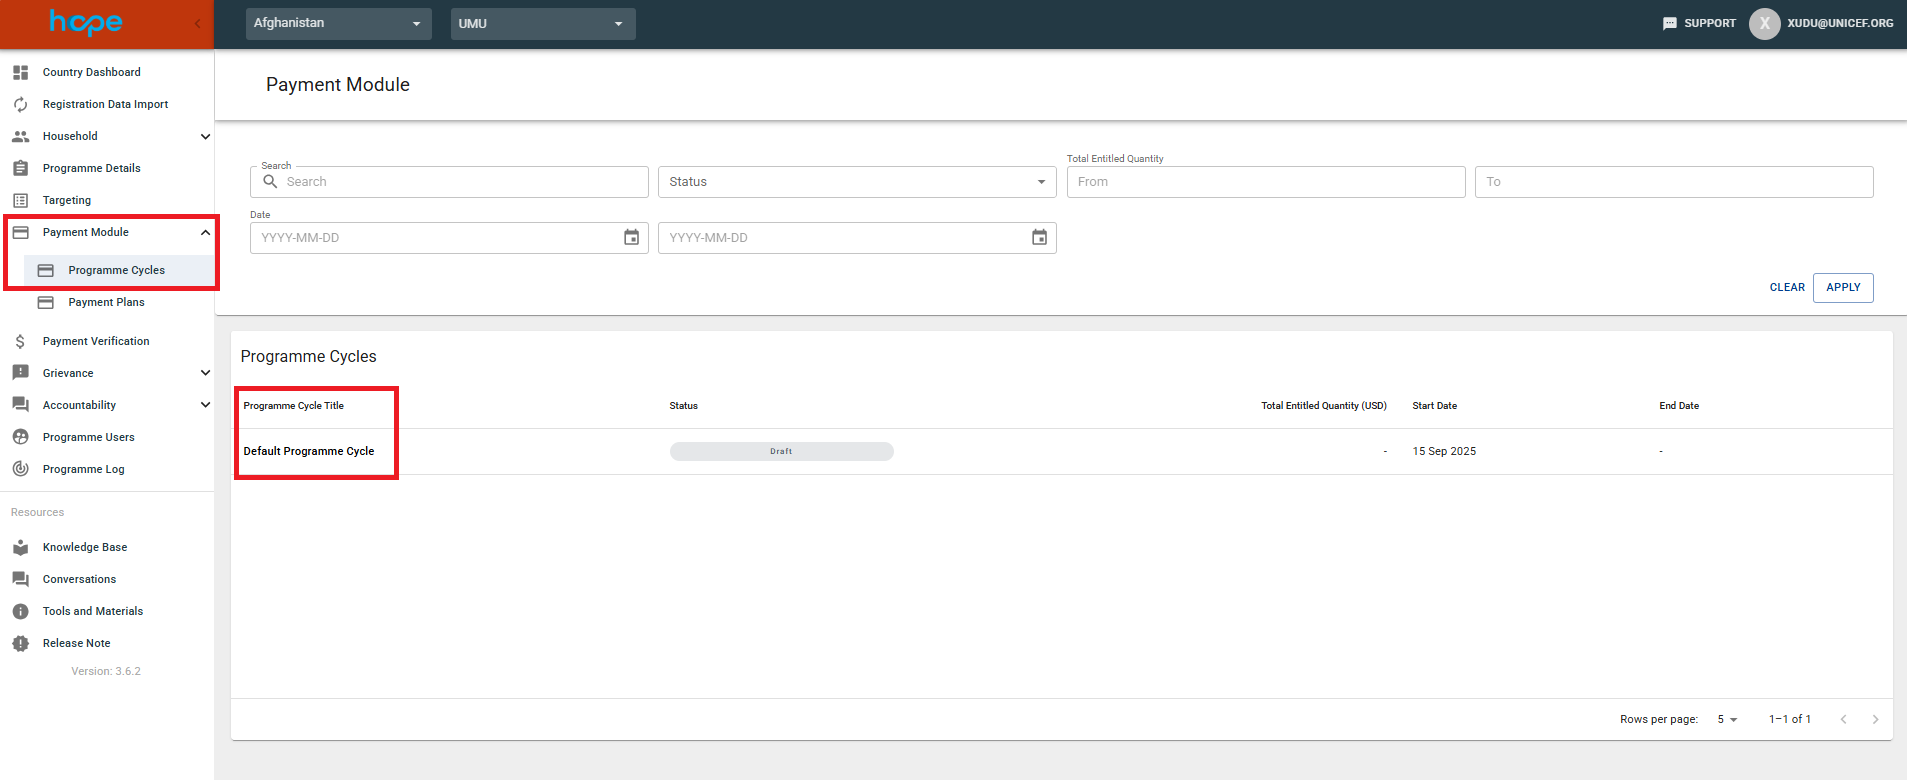 hope
Afghanistan
UMU
SUPPORT
X
XUDU@UNICEF.ORG
Country Dashboard
Registration Data Import
Household
Programme Details
Targeting
Payment Module
Programme Cycles
Payment Plans
Payment Verification
Grievance
Accountability
Programme Users
Programme Log
Resources
Knowledge Base
Conversations
Tools and Materials
Release Note
Version: 3.6.2
Payment Module
Search
Search
Status
Total Entitled Quantity
From
To
Date
YYYY-MM-DD
YYYY-MM-DD
CLEAR
APPLY
Programme Cycles
Programme Cycle Title Status Total Entitled Quantity (USD) Start Date End Date
Default Programme Cycle Draft - 15 Sep 2025 -
Rows per page: 5 1–1 of 1